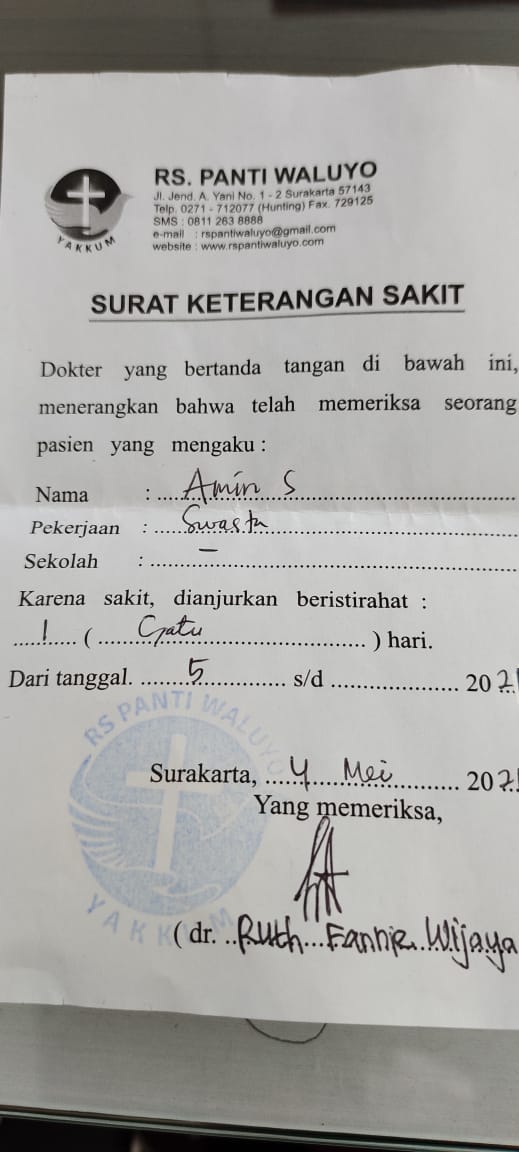 RS. PANTI WALUYO
Jl. Jend. A. Yani No. 1 - 2 Surakarta 57143
Telp. 0271 - 712077 (Hunting) Fax. 729125
SMS : 0811 263 8888
e-mail : rspantiwaluyo@gmail.com
website : www.rspantiwaluyo.com
YAKKUM
SURAT KETERANGAN SAKIT
Dokter yang bertanda tangan di bawah ini,
menerangkan bahwa telah memeriksa seorang
pasien yang mengaku :
Nama : Amin S
Pekerjaan : Swasta
Sekolah : -
Karena sakit, dianjurkan beristirahat :
1 ( Satu ) hari.
Dari tanggal. 5 s/d 2021
RS PANTI WALUYO
Surakarta, 4 Mei 2021
Yang memeriksa,
YAKKUM
( dr. Ruth Fannie Wijaya